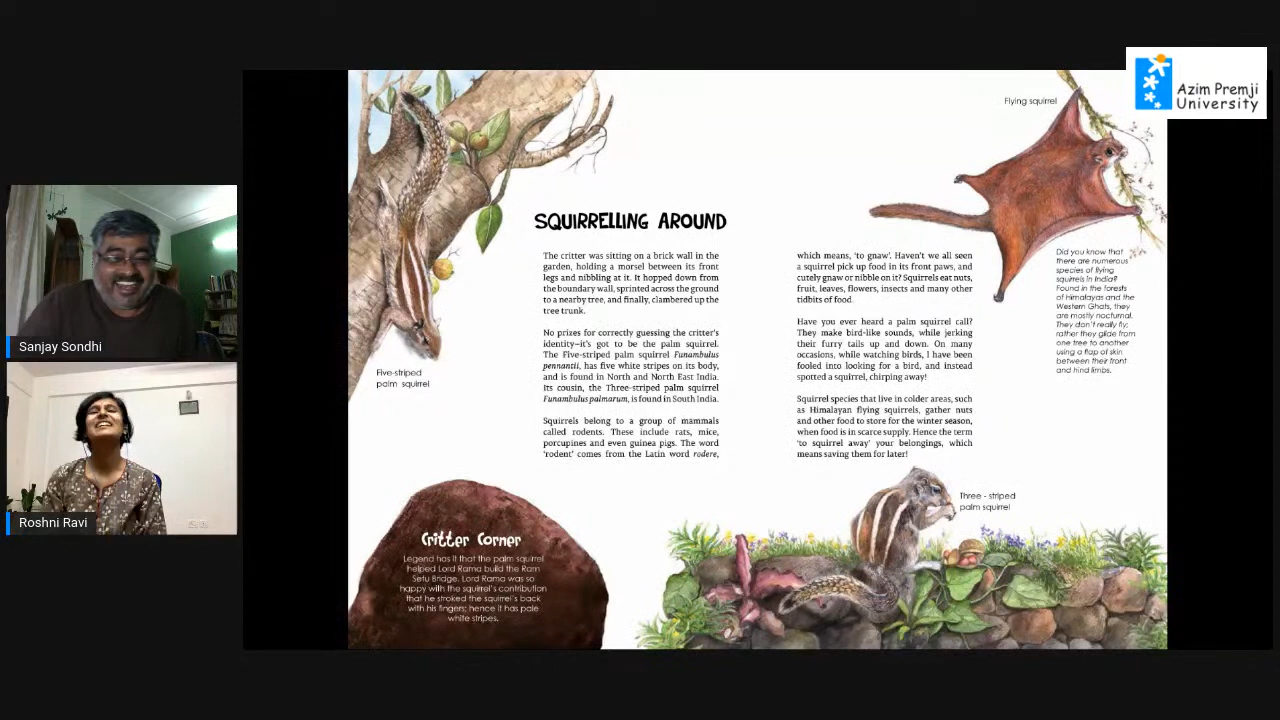 Azim Premji
University
Sanjay Sondhi
Roshni Ravi
SQUIRRELLING AROUND
The critter was sitting on a brick wall in the
garden, holding a morsel between its front
legs and nibbling at it. It hopped down from
the boundary wall, sprinted across the ground
to a nearby tree, and finally, clambered up the
tree trunk.
No prizes for correctly guessing the critter's
identity—it's got to be the palm squirrel.
The Five-striped palm squirrel Funambulus
pennantii, has five white stripes on its body,
and is found in North and North East India.
Its cousin, the Three-striped palm squirrel
Funambulus palmarum, is found in South India.
Squirrels belong to a group of mammals
called rodents. These include rats, mice,
porcupines and even guinea pigs. The word
'rodent' comes from the Latin word rodere,
which means, 'to gnaw'. Haven't we all seen
a squirrel pick up food in its front paws, and
cutely gnaw or nibble on it? Squirrels eat nuts,
fruit, leaves, flowers, insects and many other
tidbits of food.
Have you ever heard a palm squirrel call?
They make bird-like sounds, while jerking
their furry tails up and down. On many
occasions, while watching birds, I have been
fooled into looking for a bird, and instead
spotted a squirrel, chirping away!
Squirrel species that live in colder areas, such
as Himalayan flying squirrels, gather nuts
and other food to store for the winter season,
when food is in scarce supply. Hence the term
'to squirrel away' your belongings, which
means saving them for later!
Flying squirrel
Did you know that
there are numerous
species of flying
squirrels in India?
Found in the forests
of Himalayas and the
Western Ghats, they
are mostly nocturnal.
They don't really fly;
rather they glide from
one tree to another
using a flap of skin
between their front
and hind limbs.
Five-striped
palm squirrel
Three - striped
palm squirrel
Critter Corner
Legend has it that the palm squirrel
helped Lord Rama build the Ram
Setu Bridge. Lord Rama was so
happy with the squirrel's contribution
that he stroked the squirrel's back
with his fingers; hence it has pale
white stripes.